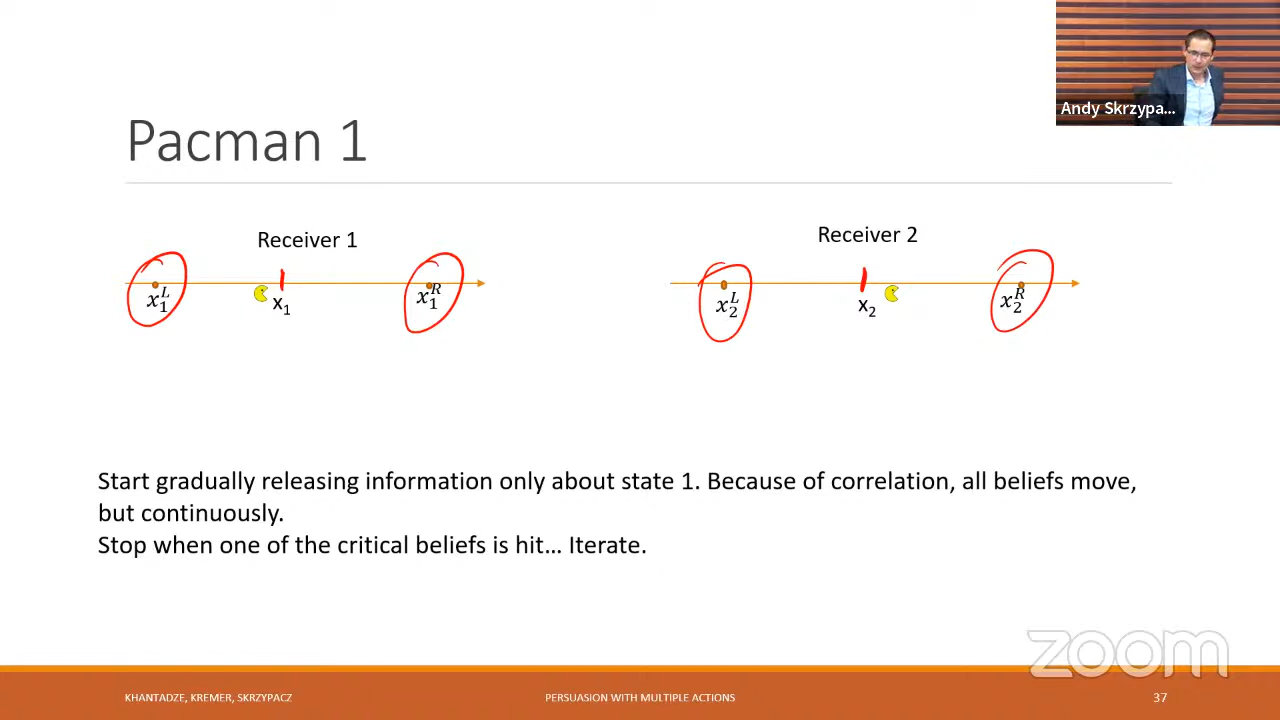 Andy Skrzypa...
Pacman 1
Receiver 1
Receiver 2
x₁ᴸ
x₁
x₁ᴿ
x₂ᴸ
x₂
x₂ᴿ
Start gradually releasing information only about state 1. Because of correlation, all beliefs move,
but continuously.
Stop when one of the critical beliefs is hit... Iterate.
zoom
KHANTADZE, KREMER, SKRZYPACZ
PERSUASION WITH MULTIPLE ACTIONS
37